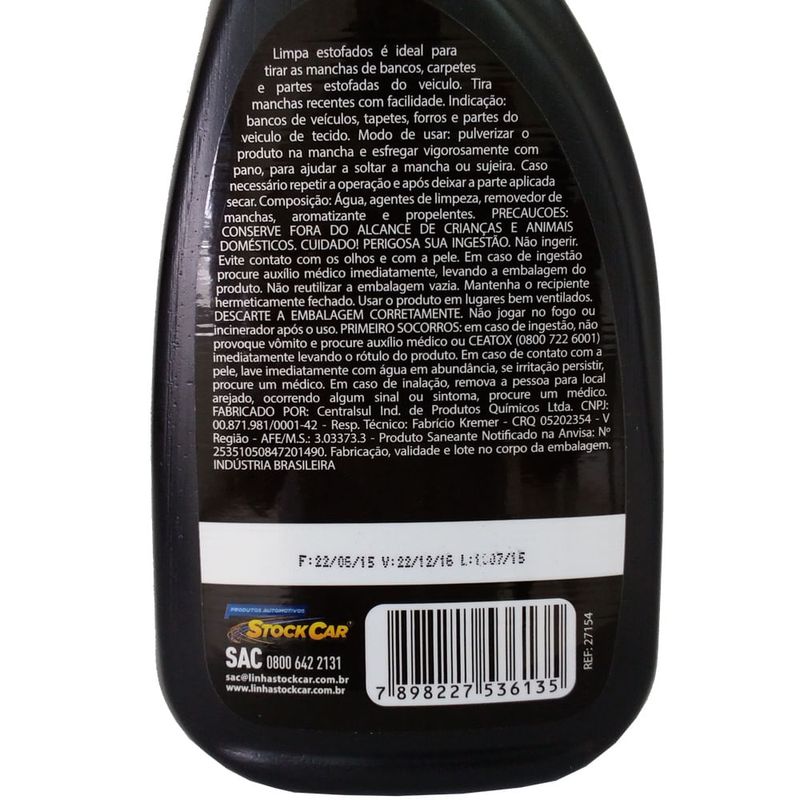 Limpa estofados é ideal para
tirar as manchas de bancos, carpetes
e partes estofadas do veiculo. Tira
manchas recentes com facilidade. Indicação:
bancos de veículos, tapetes, forros e partes do
veiculo de tecido. Modo de usar: pulverizar o
produto na mancha e esfregar vigorosamente com
pano, para ajudar a soltar a mancha ou sujeira. Caso
necessário repetir a operação e após deixar a parte aplicada
secar. Composição: Água, agentes de limpeza, removedor de
manchas, aromatizante e propelentes. PRECAUCOES:
CONSERVE FORA DO ALCANCE DE CRIANÇAS E ANIMAIS
DOMÉSTICOS. CUIDADO! PERIGOSA SUA INGESTÃO. Não ingerir.
Evite contato com os olhos e com a pele. Em caso de ingestão
procure auxílio médico imediatamente, levando a embalagem do
produto. Não reutilizar a embalagem vazia. Mantenha o recipiente
hermeticamente fechado. Usar o produto em lugares bem ventilados.
DESCARTE A EMBALAGEM CORRETAMENTE. Não jogar no fogo ou
incinerador após o uso. PRIMEIRO SOCORROS: em caso de ingestão, não
provoque vômito e procure auxílio médico ou CEATOX (0800 722 6001)
imediatamente levando o rótulo do produto. Em caso de contato com a
pele, lave imediatamente com água em abundância, se irritação persistir,
procure um médico. Em caso de inalação, remova a pessoa para local
arejado, ocorrendo algum sinal ou sintoma, procure um médico.
FABRICADO POR: Centralsul Ind. de Produtos Químicos Ltda. CNPJ:
00.871.981/0001-42 - Resp. Técnico: Fabrício Kremer - CRQ 05202354 - V
Região - AFE/M.S.: 3.03373.3 - Produto Saneante Notificado na Anvisa: Nº
25351050847201490. Fabricação, validade e lote no corpo da embalagem.
INDÚSTRIA BRASILEIRA
F:22/06/15 V:22/12/16
PRODUTOS AUTOMOTIVOS
STOCK CAR
SAC 0800 642 2131
sac@linhastockcar.com.br
www.linhastockcar.com.br
7 898227 536135
REF: 27154